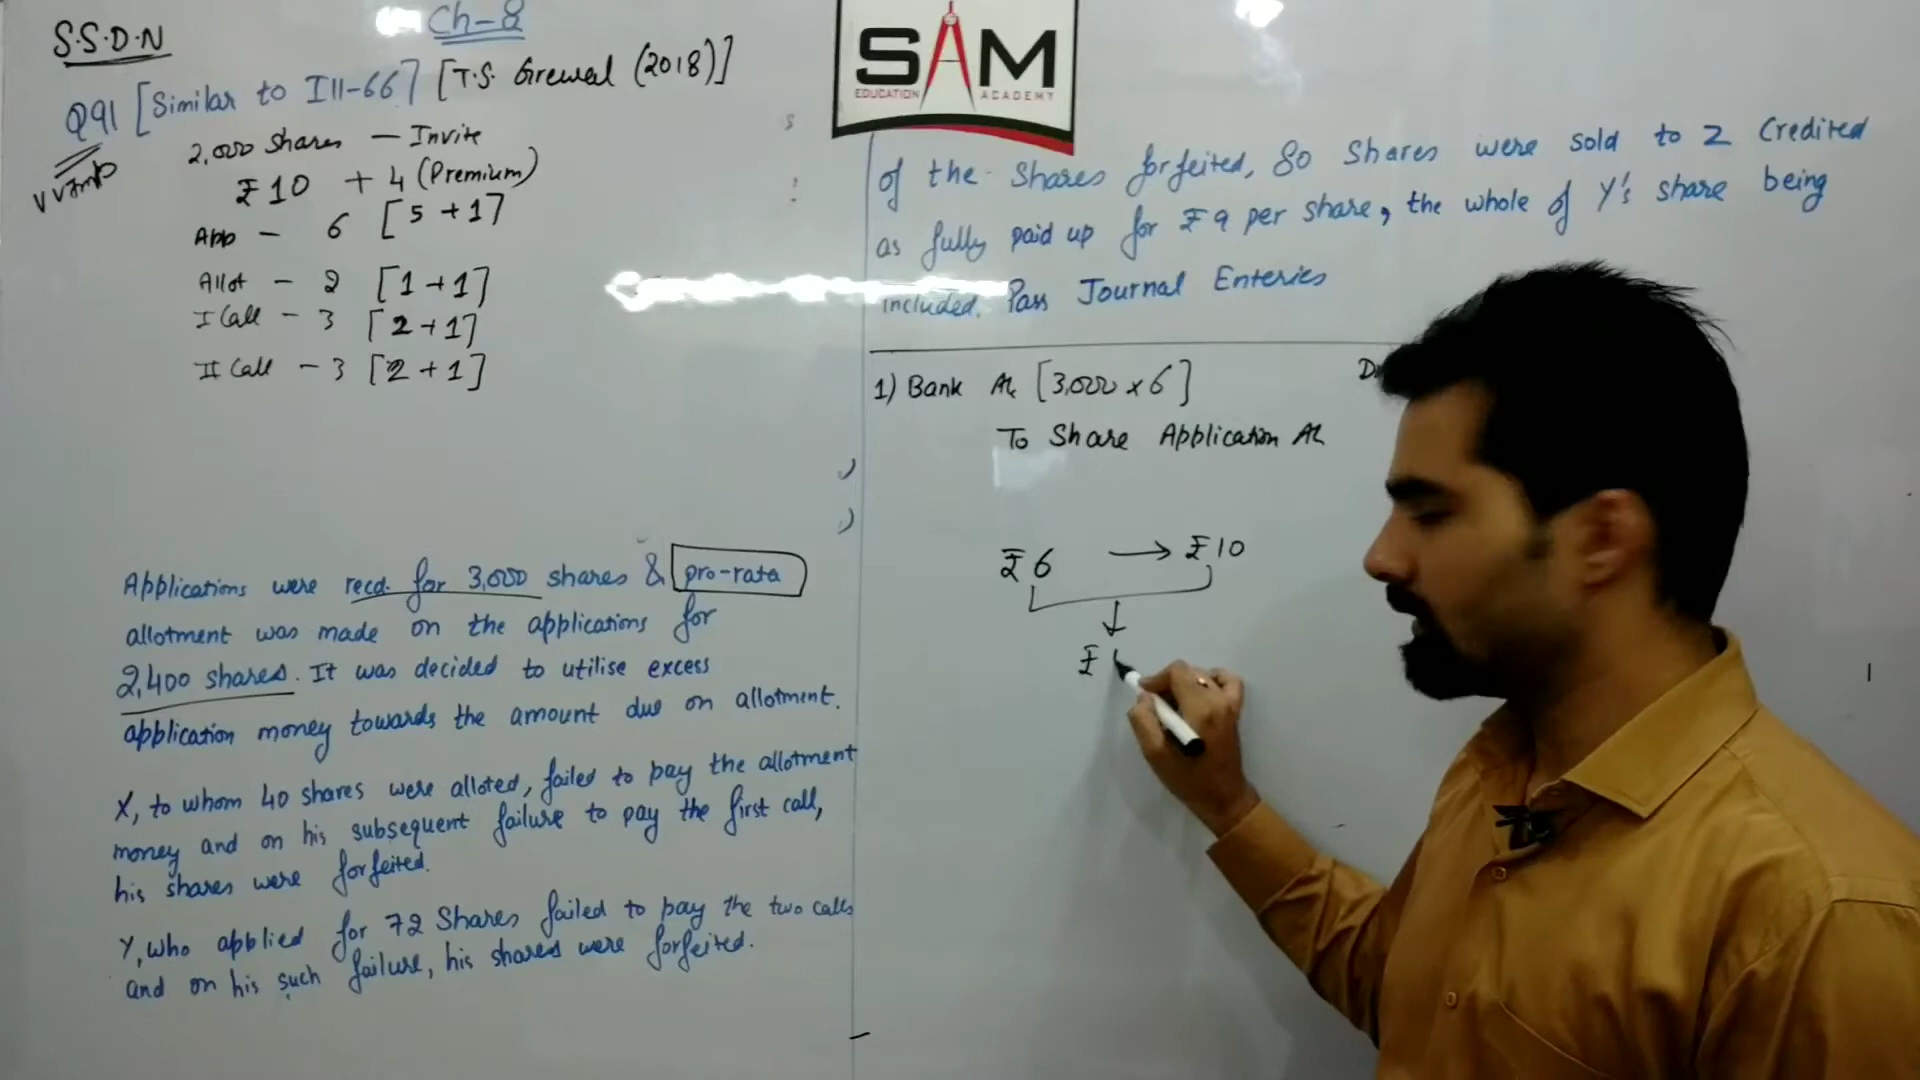 S.S.D.N
Ch-8
Q91 [Similar to Ill-66] [T.S. Grewal (2018)]
VVImp
2,000 Shares — Invite
₹10 + 4 (Premium)
App — 6 [5+1]
Allot — 2 [1+1]
I Call — 3 [2+1]
II Call — 3 [2+1]
Applications were recd. for 3,000 shares & pro-rata
allotment was made on the applications for
2,400 shares. It was decided to utilise excess
application money towards the amount due on allotment.
X, to whom 40 shares were alloted, failed to pay the allotment
money and on his subsequent failure to pay the first call,
his shares were forfeited.
Y, who applied for 72 Shares failed to pay the two calls
and on his such failure, his shares were forfeited.
SAM
EDUCATION ACADEMY
of the Shares forfeited, 80 Shares were sold to Z Credited
as fully paid up for ₹9 per share, the whole of Y's share being
included. Pass Journal Enteries
1) Bank A/c [3,000 × 6]
To Share Application A/c
₹6 → ₹10
₹